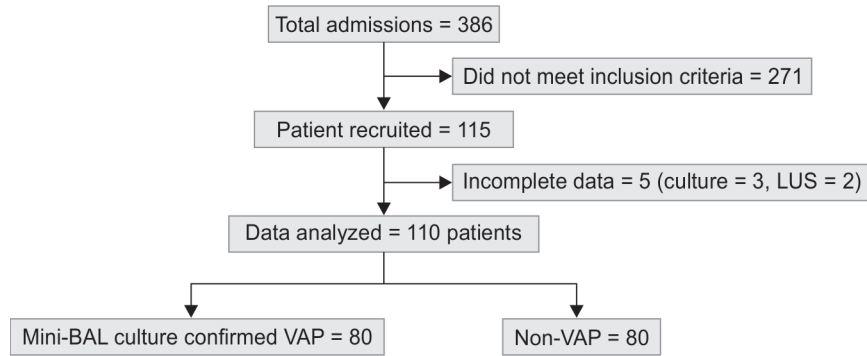 Total admissions = 386
Did not meet inclusion criteria = 271
Patient recruited = 115
Incomplete data = 5 (culture = 3, LUS = 2)
Data analyzed = 110 patients
Mini-BAL culture confirmed VAP = 80
Non-VAP = 80